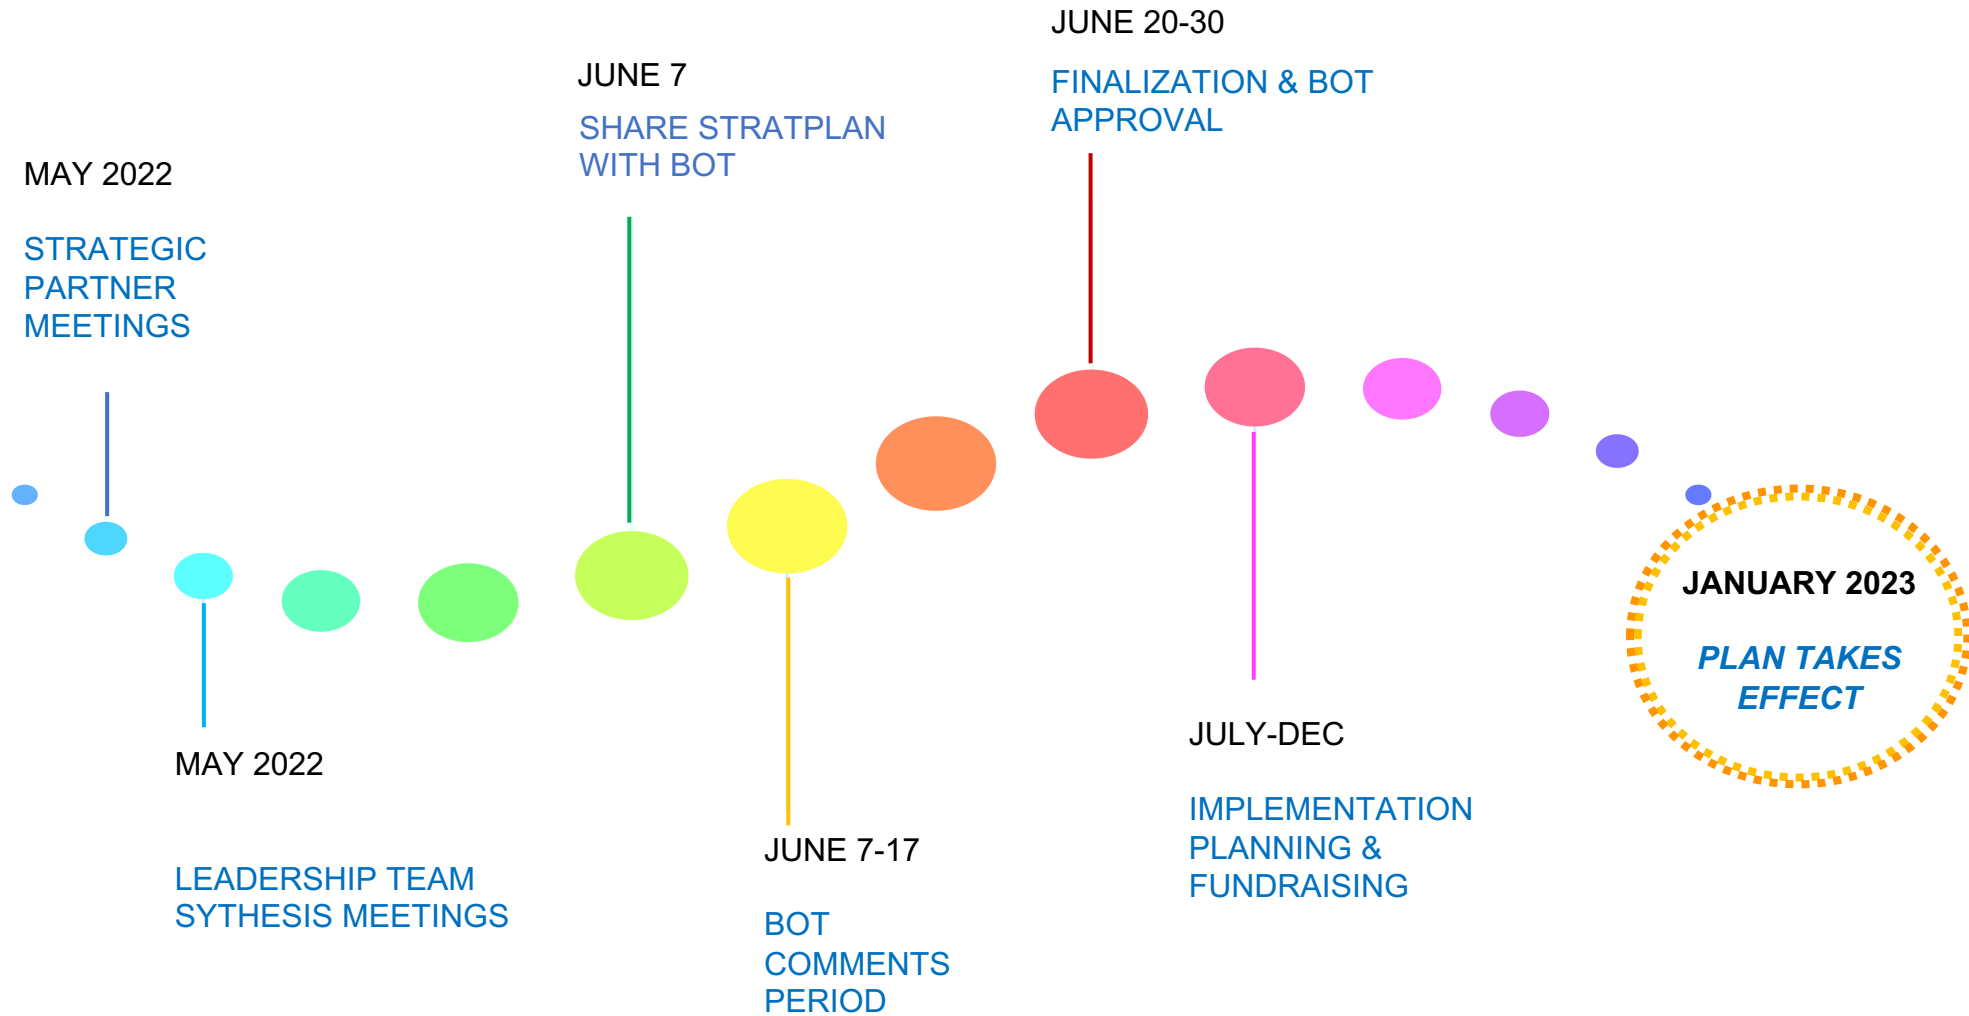 MAY 2022
STRATEGIC
PARTNER
MEETINGS
MAY 2022
LEADERSHIP TEAM
SYTHESIS MEETINGS
JUNE 7
SHARE STRATPLAN
WITH BOT
JUNE 7-17
BOT
COMMENTS
PERIOD
JUNE 20-30
FINALIZATION & BOT
APPROVAL
JULY-DEC
IMPLEMENTATION
PLANNING &
FUNDRAISING
JANUARY 2023
PLAN TAKES
EFFECT